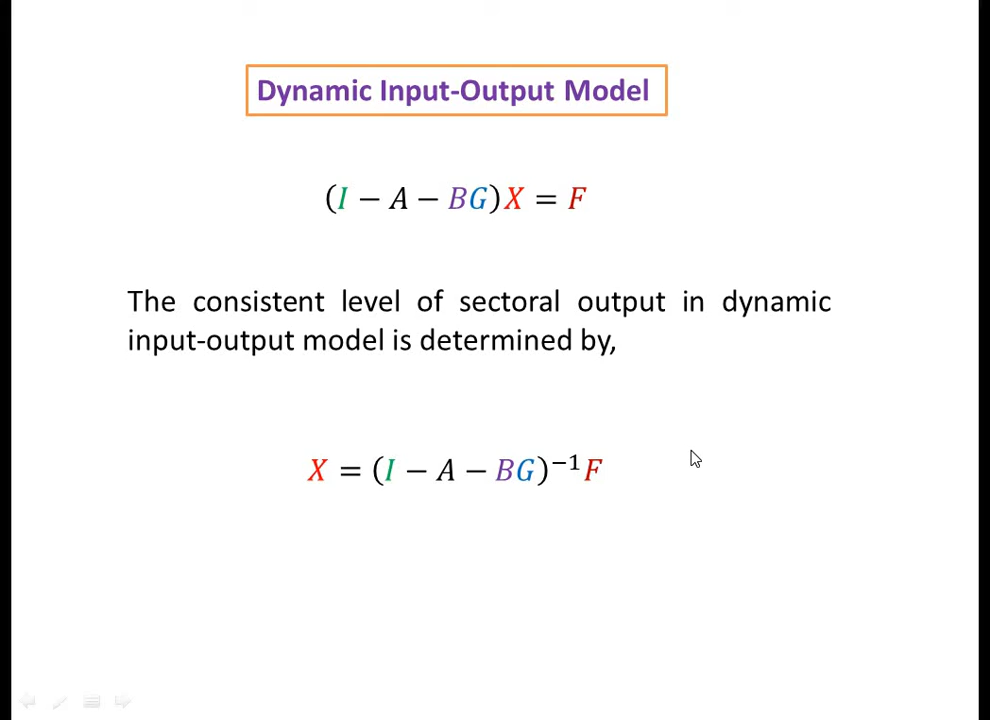 Dynamic Input-Output Model
(I − A − BG)X = F
The consistent level of sectoral output in dynamic
input-output model is determined by,
X = (I − A − BG)⁻¹F